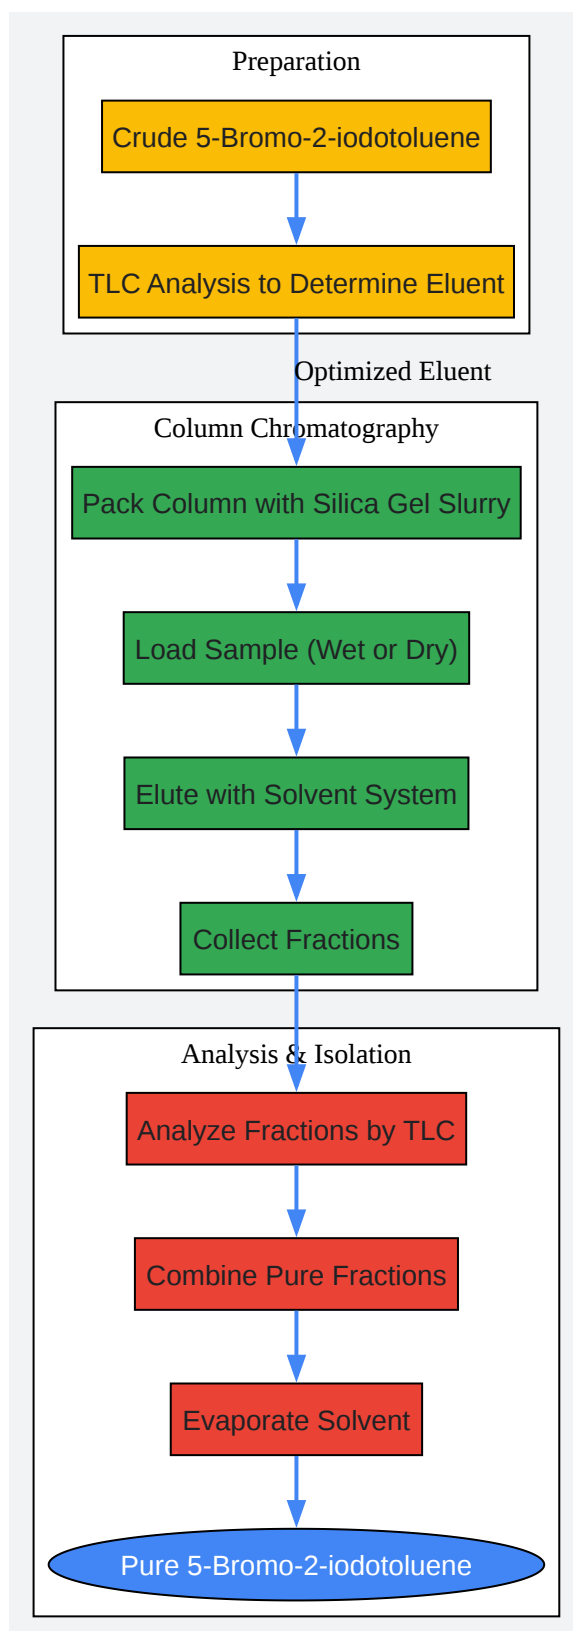 Preparation
Crude 5-Bromo-2-iodotoluene
TLC Analysis to Determine Eluent
Optimized Eluent
Column Chromatography
Pack Column with Silica Gel Slurry
Load Sample (Wet or Dry)
Elute with Solvent System
Collect Fractions
Analysis & Isolation
Analyze Fractions by TLC
Combine Pure Fractions
Evaporate Solvent
Pure 5-Bromo-2-iodotoluene